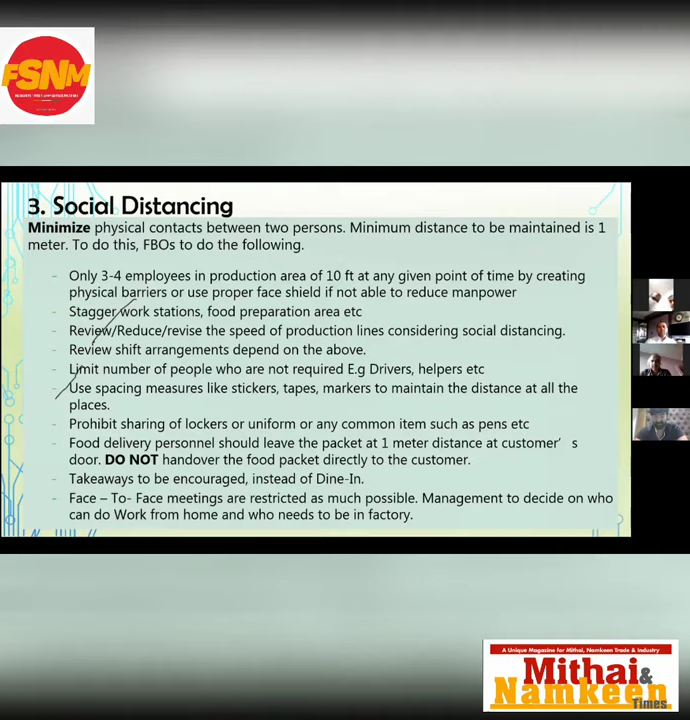 FSNM
3. Social Distancing
Minimize physical contacts between two persons. Minimum distance to be maintained is 1
meter. To do this, FBOs to do the following.
- Only 3-4 employees in production area of 10 ft at any given point of time by creating
physical barriers or use proper face shield if not able to reduce manpower
- Stagger work stations, food preparation area etc
- Review/Reduce/revise the speed of production lines considering social distancing.
- Review shift arrangements depend on the above.
- Limit number of people who are not required E.g Drivers, helpers etc
- Use spacing measures like stickers, tapes, markers to maintain the distance at all the
places.
- Prohibit sharing of lockers or uniform or any common item such as pens etc
- Food delivery personnel should leave the packet at 1 meter distance at customer's
door. DO NOT handover the food packet directly to the customer.
- Takeaways to be encouraged, instead of Dine-In.
- Face – To- Face meetings are restricted as much possible. Management to decide on who
can do Work from home and who needs to be in factory.
A Unique Magazine for Mithai, Namkeen Trade & Industry
Mithai &
Namkeen
Times